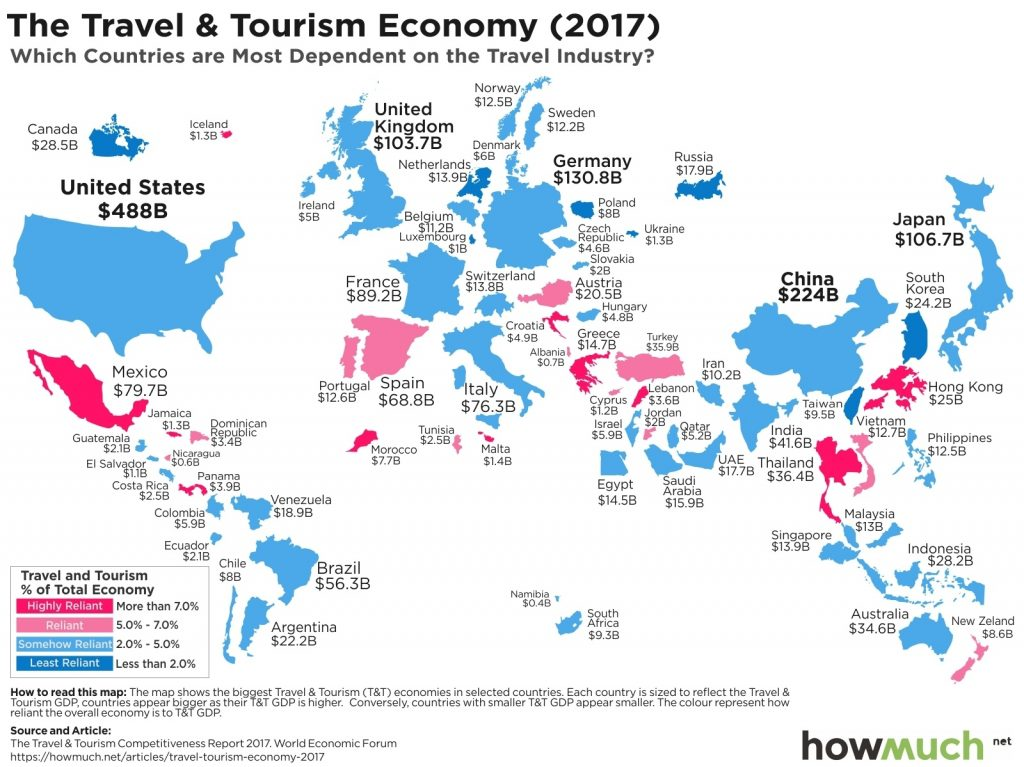 The Travel & Tourism Economy (2017)
Which Countries are Most Dependent on the Travel Industry?
Canada
$28.5B
Iceland
$1.3B
United States
$488B
United
Kingdom
$103.7B
Norway
$12.5B
Sweden
$12.2B
Denmark
$6B
Netherlands
$13.9B
Germany
$130.8B
Russia
$17.9B
Ireland
$5B
Belgium
$11.2B
Luxembourg
$1B
Poland
$8B
Czech
Republic
$4.6B
Ukraine
$1.3B
Slovakia
$2B
Japan
$106.7B
France
$89.2B
Switzerland
$13.8B
Austria
$20.5B
Hungary
$4.8B
China
$224B
South
Korea
$24.2B
Croatia
$4.9B
Albania
$0.7B
Greece
$14.7B
Turkey
$35.9B
Iran
$10.2B
Mexico
$79.7B
Portugal
$12.6B
Spain
$68.8B
Italy
$76.3B
Cyprus
$1.2B
Lebanon
$3.6B
Hong Kong
$25B
Jamaica
$1.3B
Dominican
Republic
$3.4B
Guatemala
$2.1B
Nicaragua
$0.6B
El Salvador
$1.1B
Costa Rica
$2.5B
Panama
$3.9B
Morocco
$7.7B
Tunisia
$2.5B
Malta
$1.4B
Israel
$5.9B
Jordan
$2B
Qatar
$5.2B
UAE
$17.7B
India
$41.6B
Taiwan
$9.5B
Vietnam
$12.7B
Thailand
$36.4B
Philippines
$12.5B
Colombia
$5.9B
Venezuela
$18.9B
Egypt
$14.5B
Saudi
Arabia
$15.9B
Malaysia
$13B
Singapore
$13.9B
Indonesia
$28.2B
Ecuador
$2.1B
Chile
$8B
Brazil
$56.3B
Argentina
$22.2B
Namibia
$0.4B
South
Africa
$9.3B
Australia
$34.6B
New Zeland
$8.6B
Travel and Tourism
% of Total Economy
Highly Reliant More than 7.0%
Reliant 5.0% - 7.0%
Somehow Reliant 2.0% - 5.0%
Least Reliant Less than 2.0%
How to read this map: The map shows the biggest Travel & Tourism (T&T) economies in selected countries. Each country is sized to reflect the Travel &
Tourism GDP, countries appear bigger as their T&T GDP is higher. Conversely, countries with smaller T&T GDP appear smaller. The colour represent how
reliant the overall economy is to T&T GDP.
Source and Article:
The Travel & Tourism Competitiveness Report 2017. World Economic Forum
https://howmuch.net/articles/travel-tourism-economy-2017
howmuch net